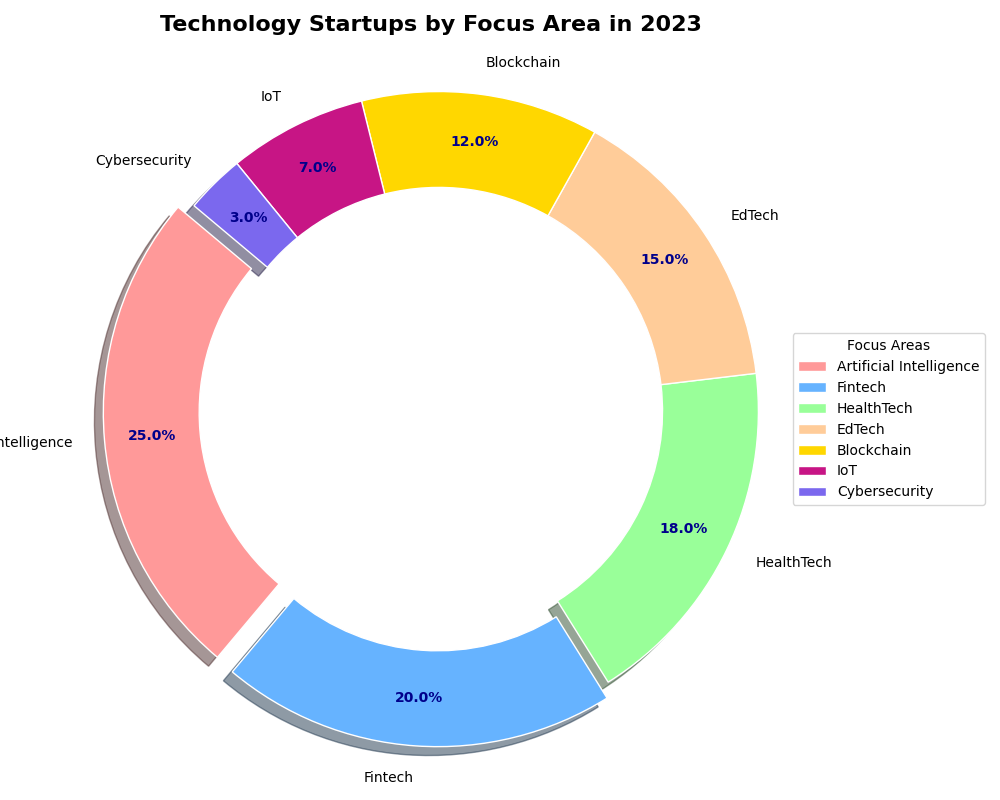 Technology Startups by Focus Area in 2023
Blockchain
IoT
12.0%
Cybersecurity
7.0%
3.0%
EdTech
15.0%
Focus Areas
Artificial Intelligence
Fintech
HealthTech
EdTech
Blockchain
IoT
Cybersecurity
ntelligence
25.0%
18.0%
HealthTech
20.0%
Fintech